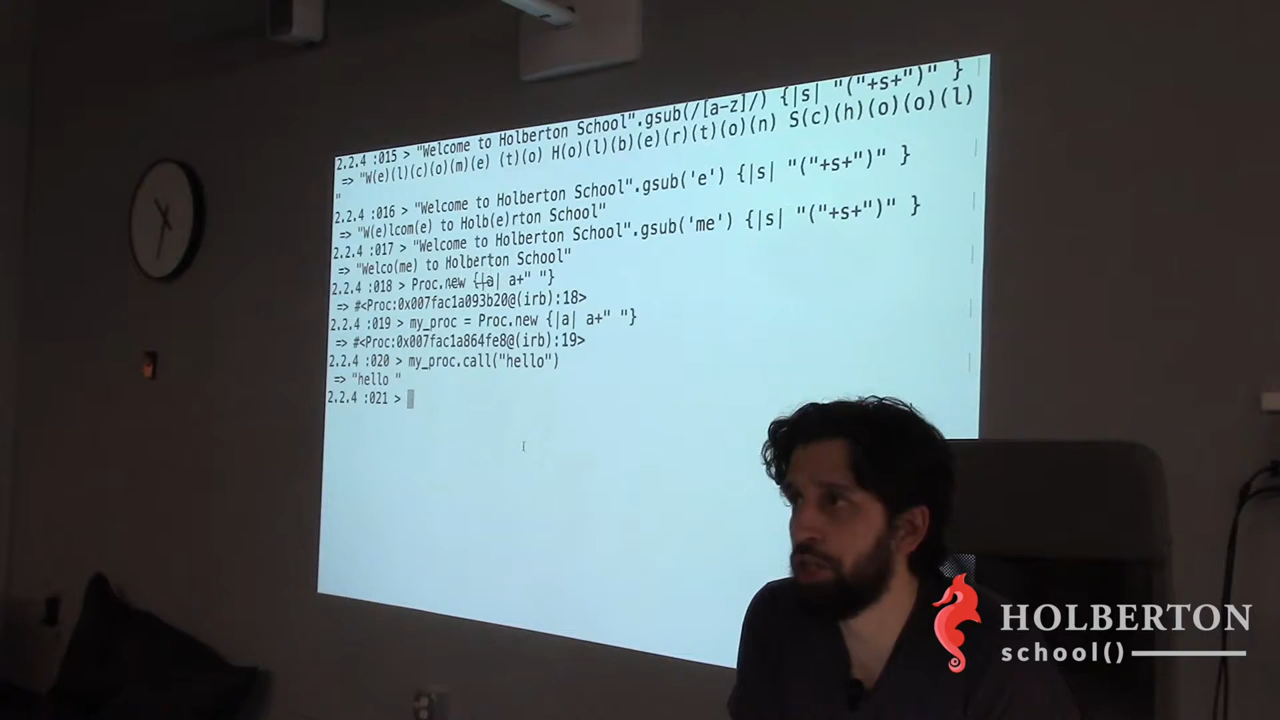 2.2.4 :015 > "Welcome to Holberton School".gsub(/[a-z]/) {|s| "("+s+")" }
=> "W(e)(l)(c)(o)(m)(e) (t)(o) H(o)(l)(b)(e)(r)(t)(o)(n) S(c)(h)(o)(o)(l)
"
2.2.4 :016 > "Welcome to Holberton School".gsub('e') {|s| "("+s+")" }
=> "W(e)lcom(e) to Holb(e)rton School"
2.2.4 :017 > "Welcome to Holberton School".gsub('me') {|s| "("+s+")" }
=> "Welco(me) to Holberton School"
2.2.4 :018 > Proc.new {|a| a+" "}
=> #<Proc:0x007fac1a093b20@(irb):18>
2.2.4 :019 > my_proc = Proc.new {|a| a+" "}
=> #<Proc:0x007fac1a864fe8@(irb):19>
2.2.4 :020 > my_proc.call("hello")
=> "hello "
2.2.4 :021 >
HOLBERTON
school()